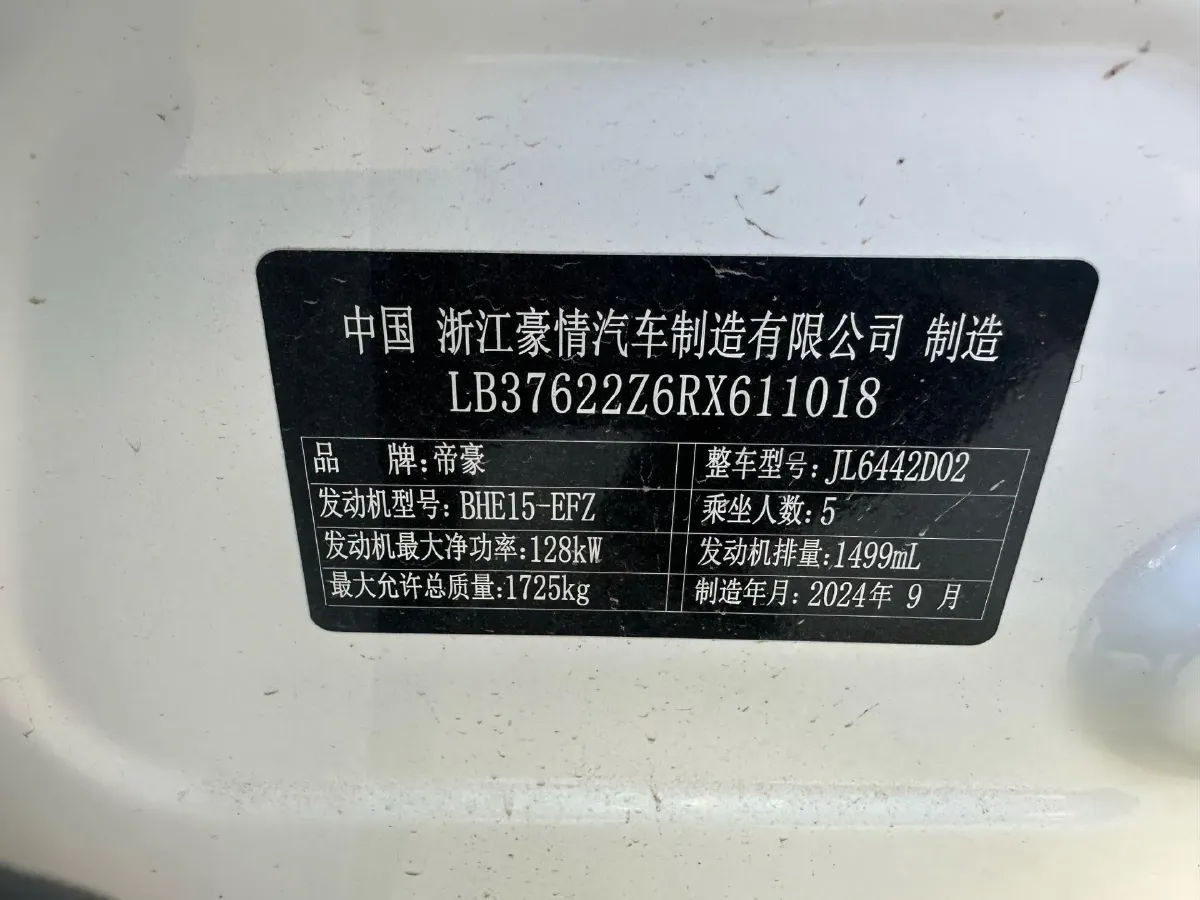 中国 浙江豪情汽车制造有限公司 制造
LB37622Z6RX611018
品 牌:帝豪 整车型号:JL6442D02
发动机型号:BHE15-EFZ 乘坐人数:5
发动机最大净功率:128kW 发动机排量:1499mL
最大允许总质量:1725kg 制造年月:2024年 9 月